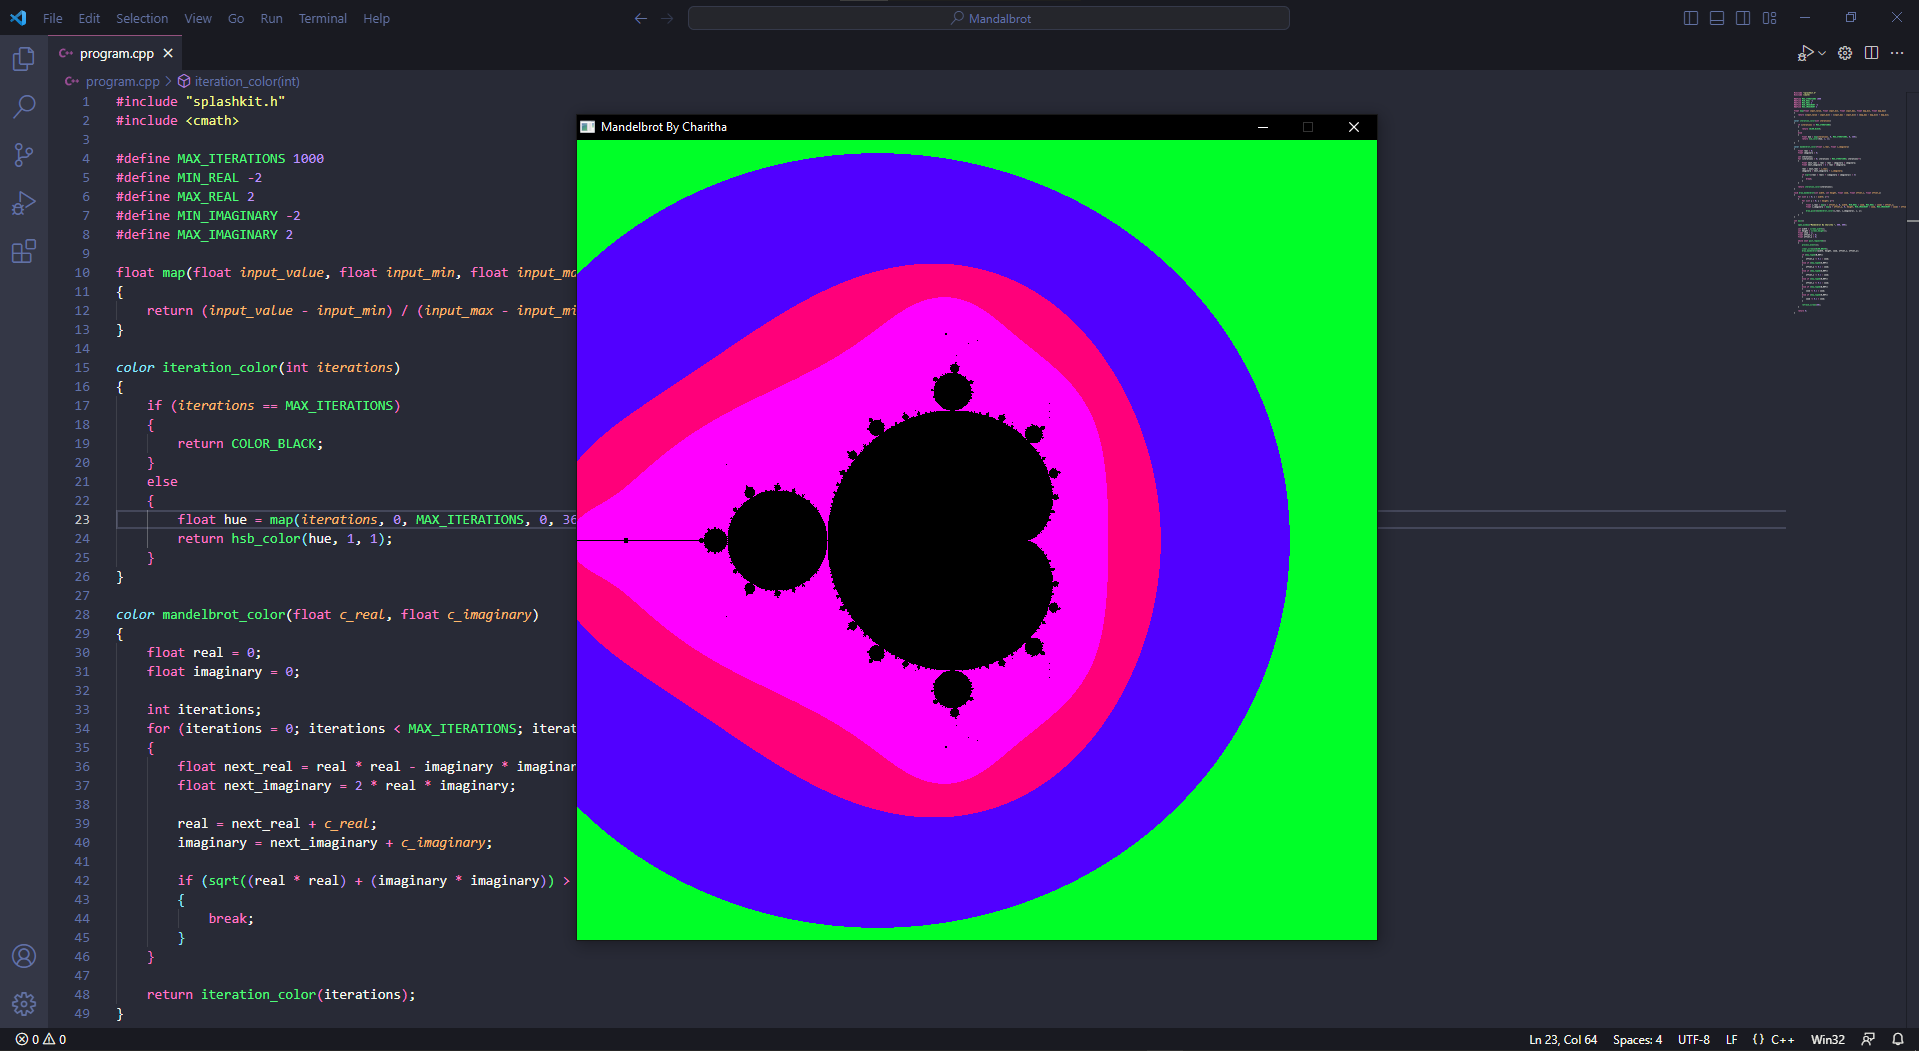 File Edit Selection View Go Run Terminal Help
Mandalbrot
program.cpp
program.cpp > iteration_color(int)
1 #include "splashkit.h"
2 #include <cmath>
3
4 #define MAX_ITERATIONS 1000
5 #define MIN_REAL -2
6 #define MAX_REAL 2
7 #define MIN_IMAGINARY -2
8 #define MAX_IMAGINARY 2
9
10 float map(float input_value, float input_min, float input_ma
11 {
12 return (input_value - input_min) / (input_max - input_mi
13 }
14
15 color iteration_color(int iterations)
16 {
17 if (iterations == MAX_ITERATIONS)
18 {
19 return COLOR_BLACK;
20 }
21 else
22 {
23 float hue = map(iterations, 0, MAX_ITERATIONS, 0, 36
24 return hsb_color(hue, 1, 1);
25 }
26 }
27
28 color mandelbrot_color(float c_real, float c_imaginary)
29 {
30 float real = 0;
31 float imaginary = 0;
32
33 int iterations;
34 for (iterations = 0; iterations < MAX_ITERATIONS; iterat
35 {
36 float next_real = real * real - imaginary * imaginar
37 float next_imaginary = 2 * real * imaginary;
38
39 real = next_real + c_real;
40 imaginary = next_imaginary + c_imaginary;
41
42 if (sqrt((real * real) + (imaginary * imaginary)) >
43 {
44 break;
45 }
46 }
47
48 return iteration_color(iterations);
49 }
Mandelbrot By Charitha
0 0
Ln 23, Col 64 Spaces: 4 UTF-8 LF {} C++ Win32